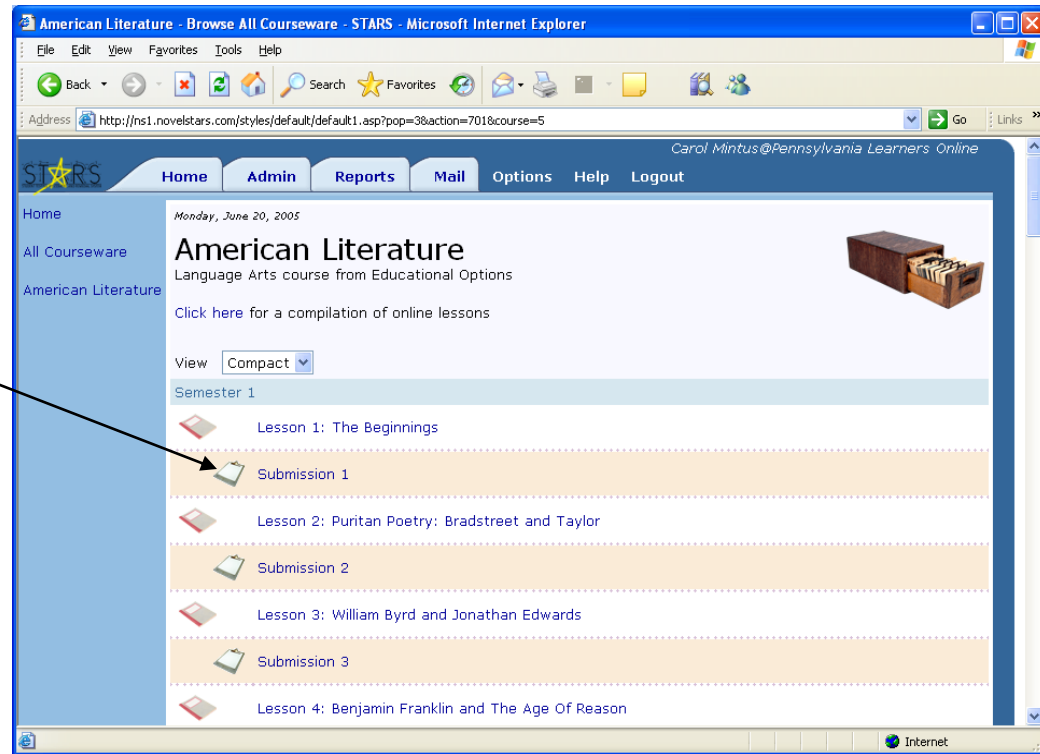 American Literature - Browse All Courseware - STARS - Microsoft Internet Explorer
File Edit View Favorites Tools Help
Back Search Favorites
Address http://ns1.novelstars.com/styles/default/default1.asp?pop=3&action=701&course=5 Go Links »
Carol Mintus@Pennsylvania Learners Online
STARS Home Admin Reports Mail Options Help Logout
Home
All Courseware
American Literature
Monday, June 20, 2005
American Literature
Language Arts course from Educational Options
Click here for a compilation of online lessons
View Compact
Semester 1
Lesson 1: The Beginnings
Submission 1
Lesson 2: Puritan Poetry: Bradstreet and Taylor
Submission 2
Lesson 3: William Byrd and Jonathan Edwards
Submission 3
Lesson 4: Benjamin Franklin and The Age Of Reason
Internet